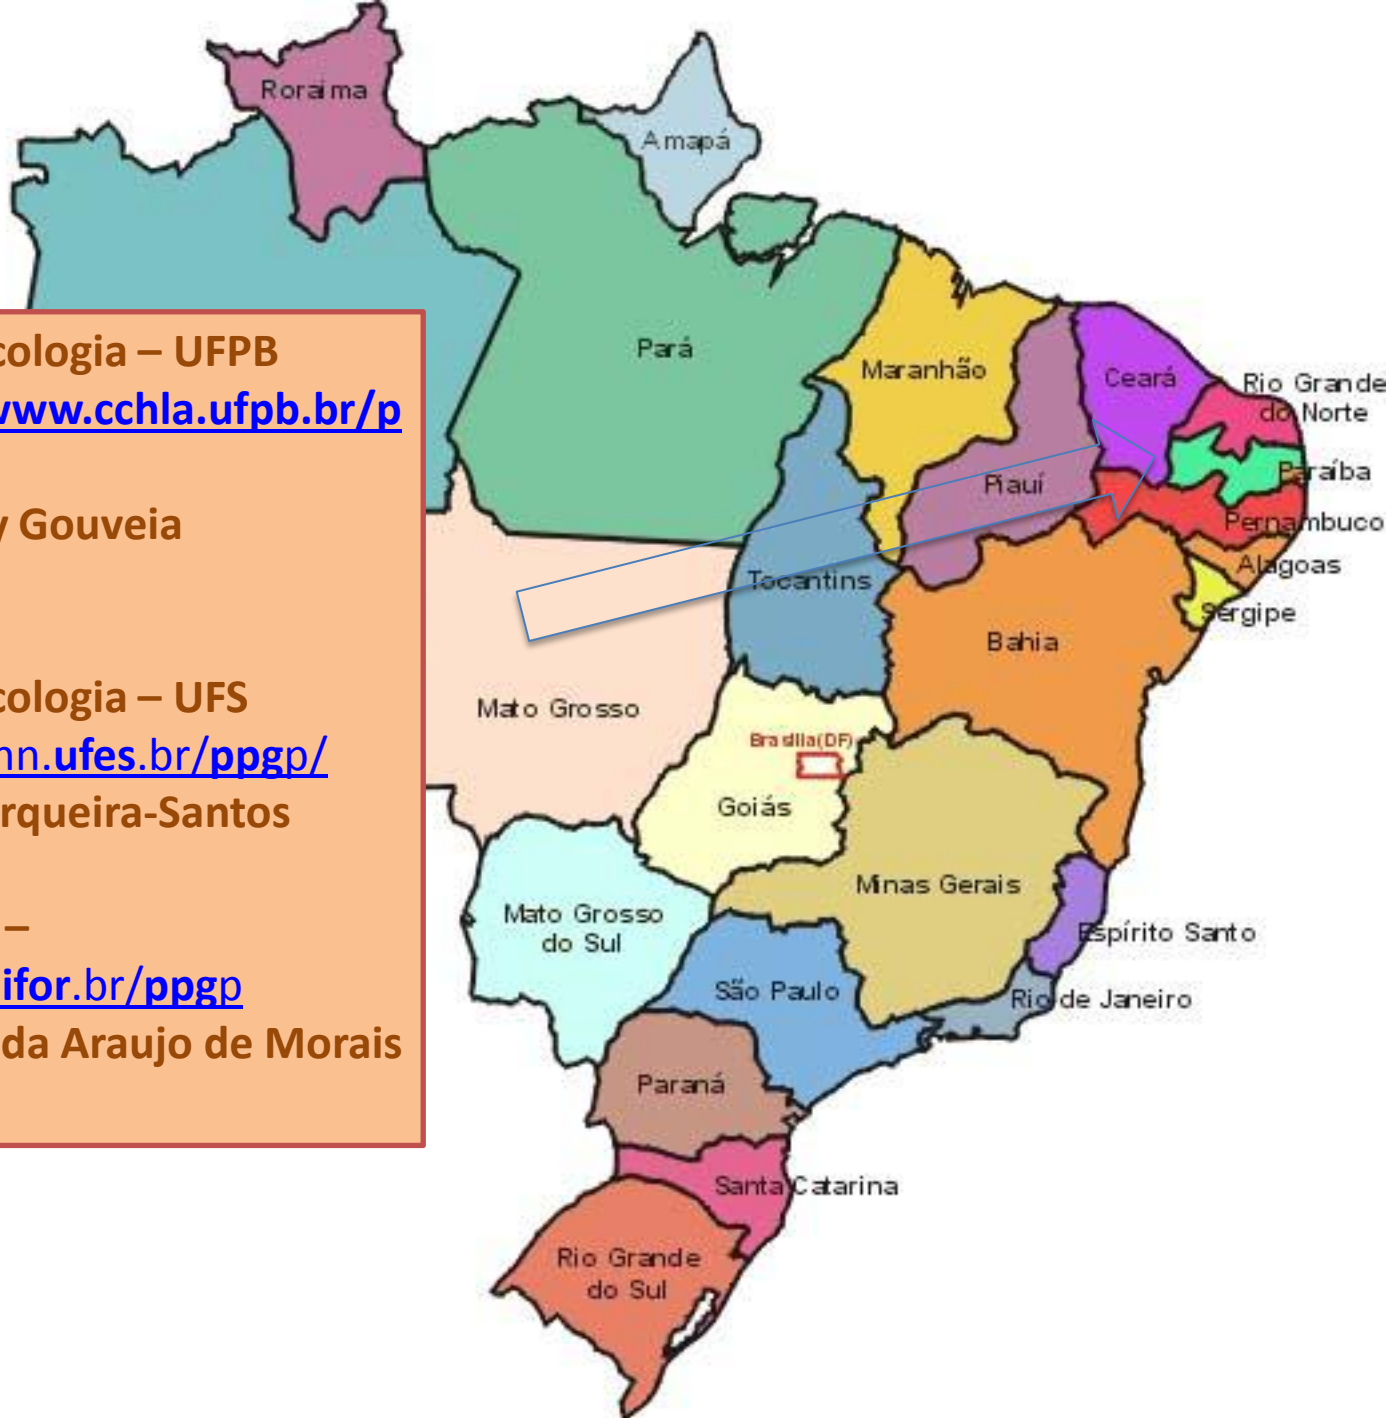 Roraima
Amapá
Pará
Maranhão
Ceará
Rio Grande
do Norte
Piauí
Paraíba
Pernambuco
Alagoas
Sergipe
Tocantins
Bahia
Mato Grosso
Brasília(DF)
Goiás
Minas Gerais
Mato Grosso
do Sul
Espírito Santo
São Paulo
Rio de Janeiro
Paraná
Santa Catarina
Rio Grande
do Sul
cologia – UFPB
www.cchla.ufpb.br/p
y Gouveia
cologia – UFS
nn.ufes.br/ppgp/
rqueira-Santos
–
ifor.br/ppgp
da Araujo de Morais